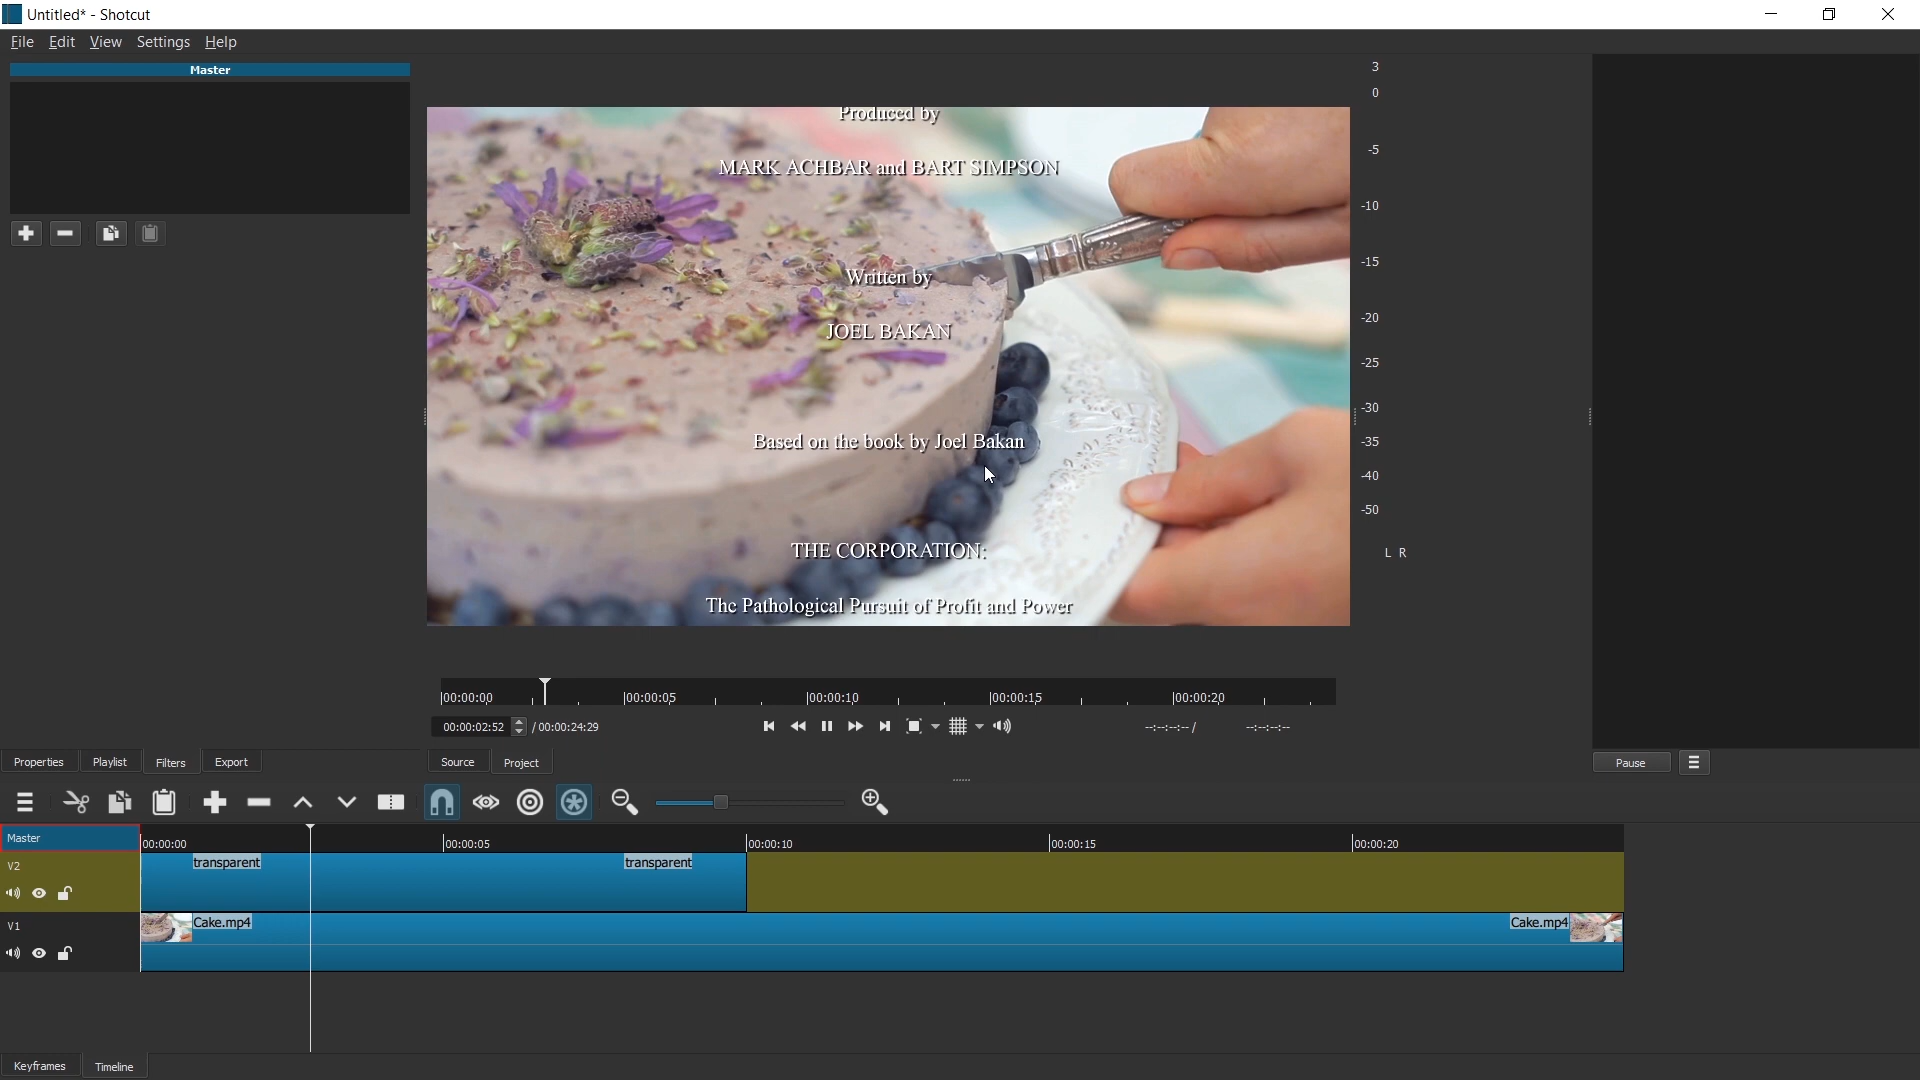 Untitled* - Shotcut
File Edit View Settings Help
Master
3
0
-5
-10
-15
-20
-25
-30
-35
-40
-50
L R
Produced by
MARK ACHBAR and BART SIMPSON
Written by
JOEL BAKAN
Based on the book by Joel Bakan
THE CORPORATION:
The Pathological Pursuit of Profit and Power
00:00:00 00:00:05 00:00:10 00:00:15 00:00:20
00:00:02:52 / 00:00:24:29 --:--:--:-- / --:--:--:--
Properties Playlist Filters Export Source Project Pause
Master 00:00:00 00:00:05 00:00:10 00:00:15 00:00:20
V2 transparent transparent
V1 Cake.mp4 Cake.mp4
Keyframes Timeline